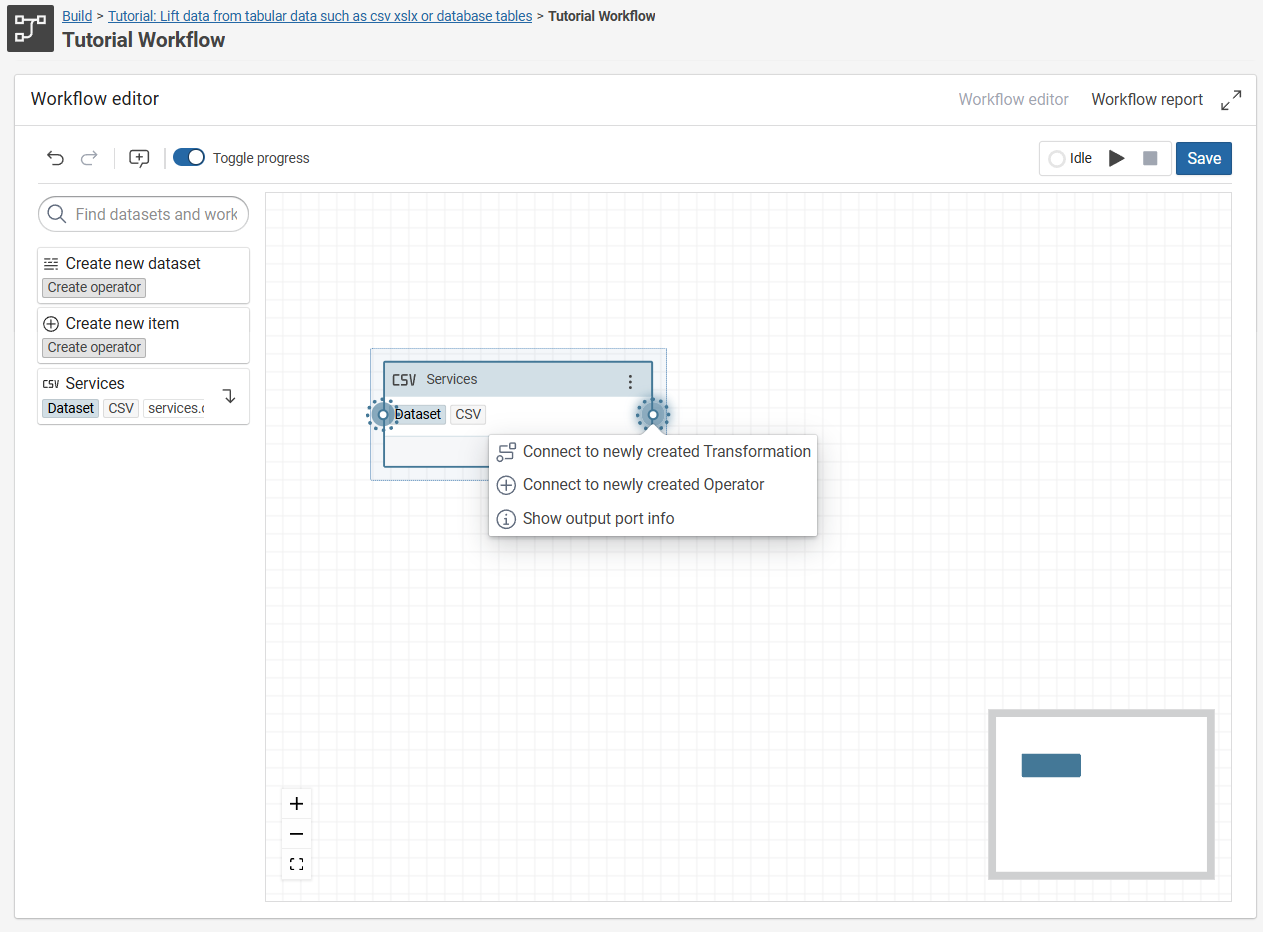 Build > Tutorial: Lift data from tabular data such as csv xslx or database tables > Tutorial Workflow
Tutorial Workflow
Workflow editor
Workflow editor Workflow report
Toggle progress
Idle
Save
Find datasets and work
Create new dataset
Create operator
Create new item
Create operator
CSV Services
Dataset CSV services.c
CSV Services
Dataset CSV
Connect to newly created Transformation
Connect to newly created Operator
Show output port info